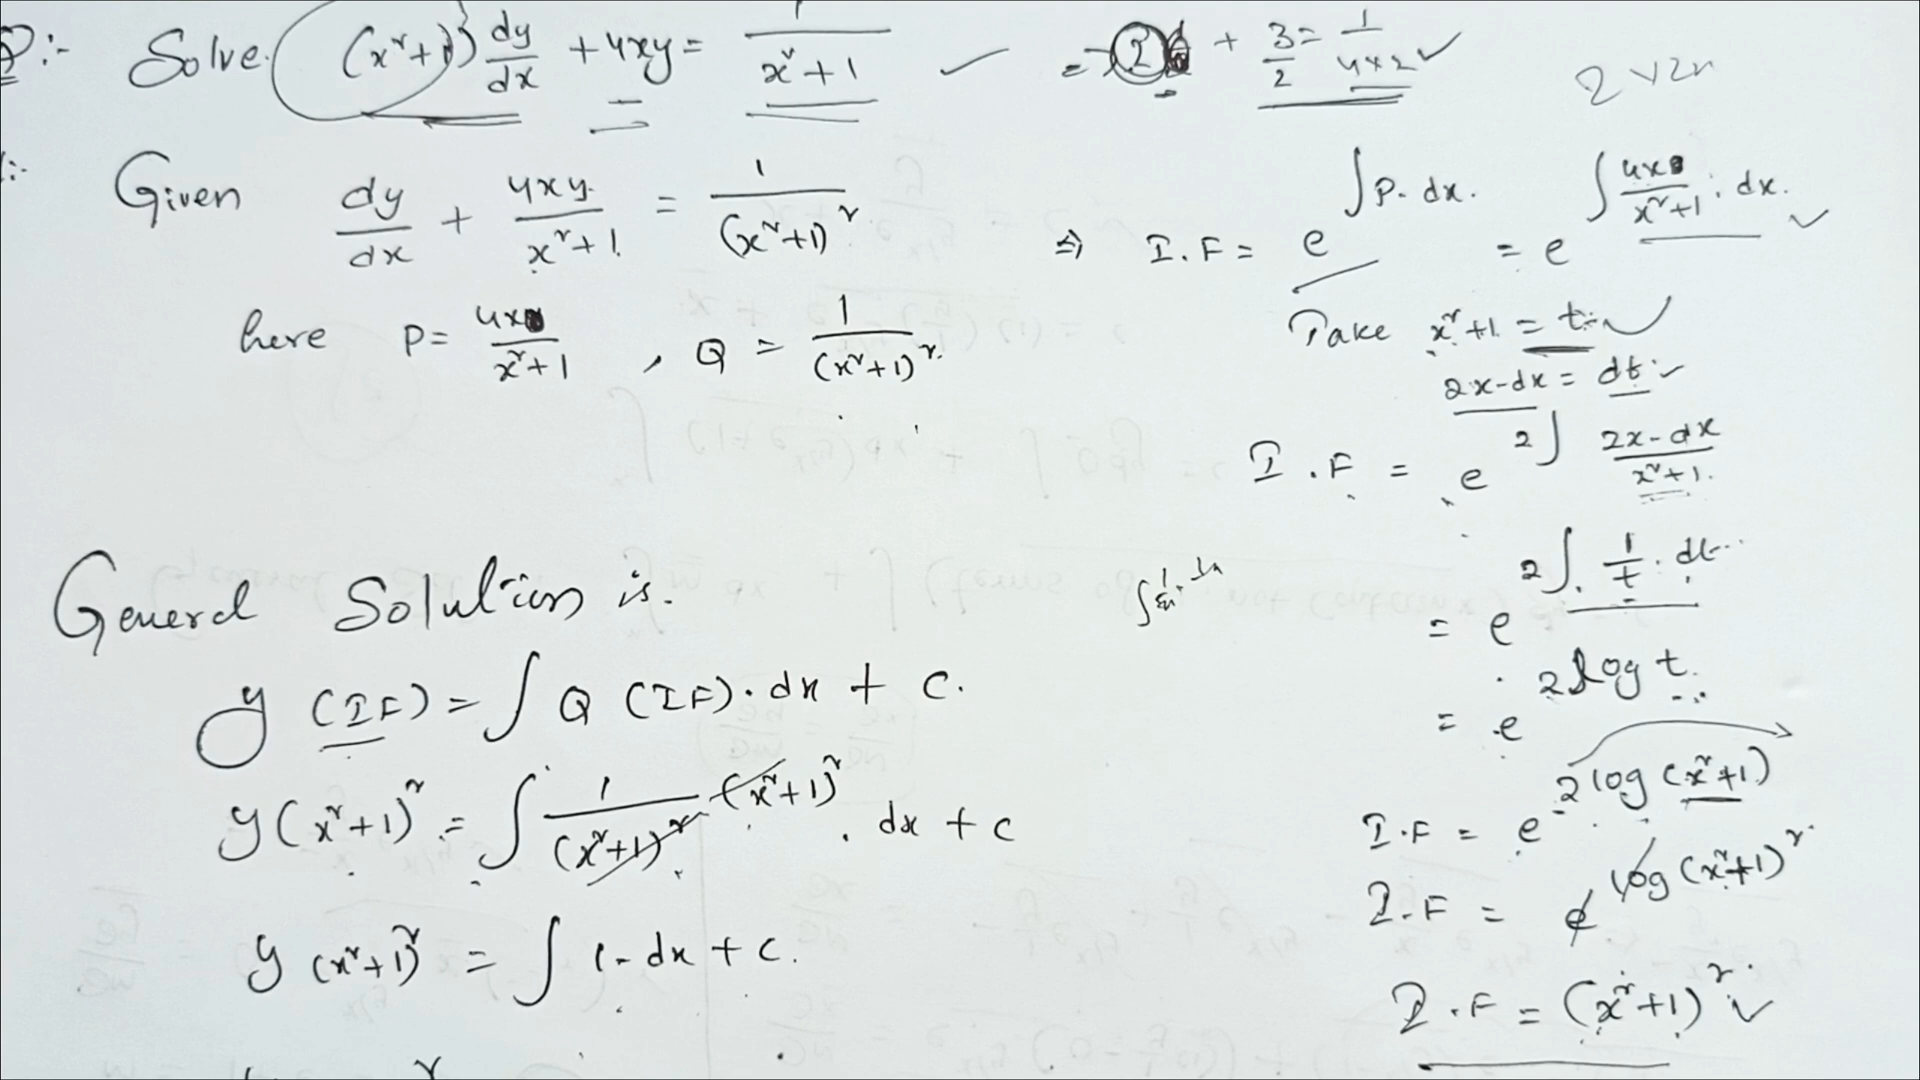 Solve. (x²+1) dy/dx + 4xy = 1/(x²+1)
+ 3/2 = 1/(4×2)
Given dy/dx + 4xy/(x²+1) = 1/(x²+1)²
here P = 4x/(x²+1) , Q = 1/(x²+1)²
⇒ I.F = e^∫P.dx. = e^∫4x/(x²+1).dx.
Take x²+1 = t
2x-dx = dt
I.F = e^2∫2x-dx/(x²+1).
= e^2∫1/t.dt
= e^2log t.
I.F = e^2log(x²+1)
I.F = e^log(x²+1)²
I.F = (x²+1)²
General Solution is.
y (IF) = ∫Q (IF).dx + c.
y(x²+1)² = ∫1/(x²+1)² (x²+1)² . dx + c
y (x²+1)² = ∫1-dx + c.